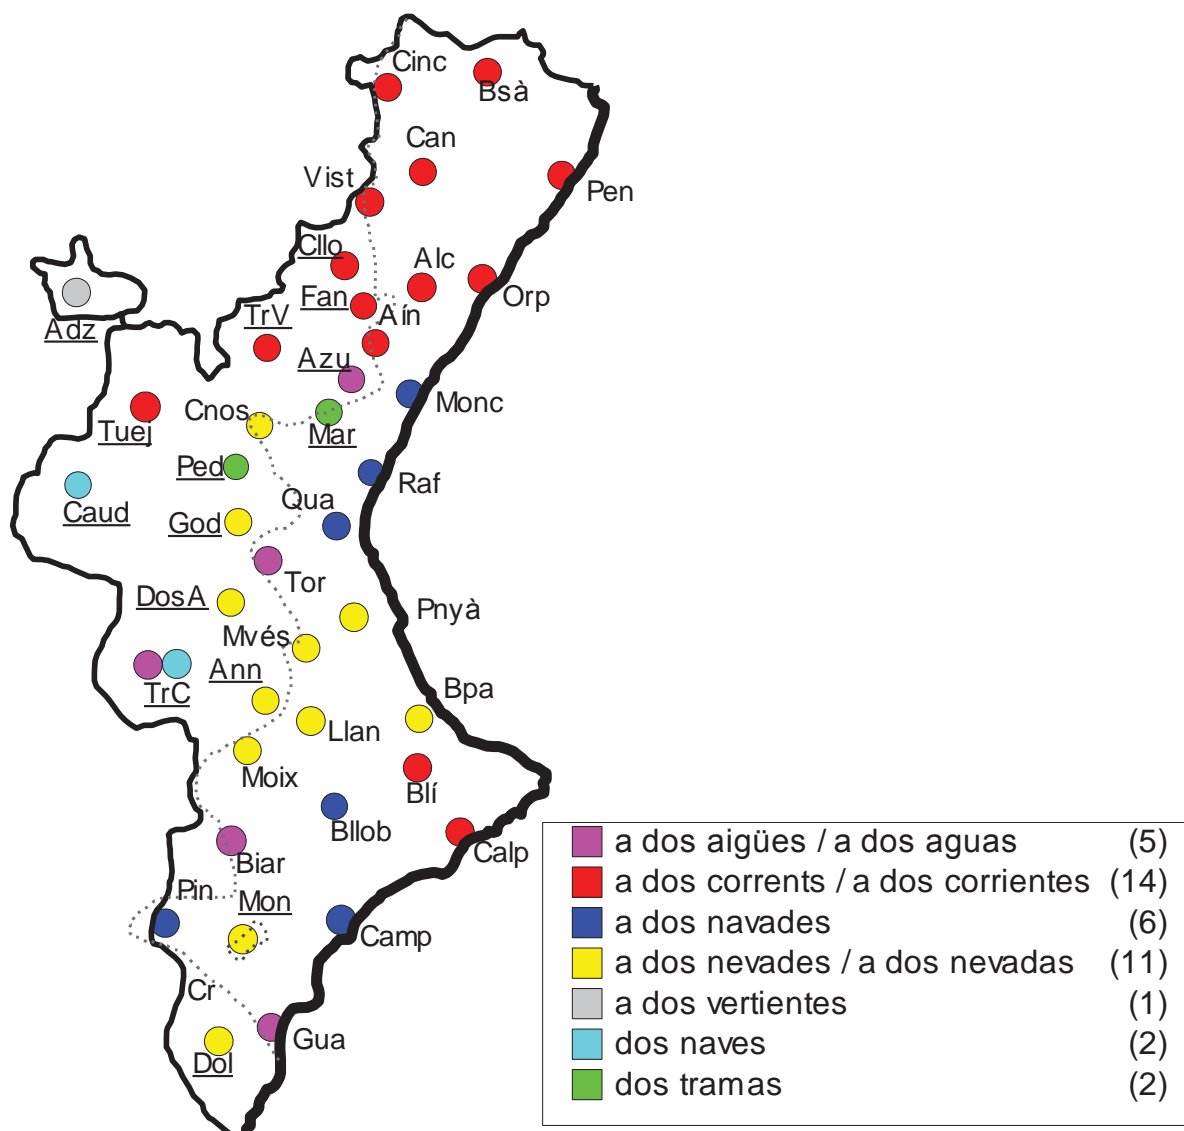 Cinc
Bsà
Can
Vist
Pen
Cllo
Alc
Fan
Orp
Adz
TrV
Aín
Azu
Cnos
Monc
Tuej
Mar
Ped
Raf
Caud
Qua
God
Tor
DosA
Pnyà
Mvés
Ann
TrC
Bpa
Llan
Moix
Blí
Bllob
Calp
Biar
Pin
Mon
Camp
Cr
Gua
Dol
a dos aigües / a dos aguas (5)
a dos corrents / a dos corrientes (14)
a dos navades (6)
a dos nevades / a dos nevadas (11)
a dos vertientes (1)
dos naves (2)
dos tramas (2)